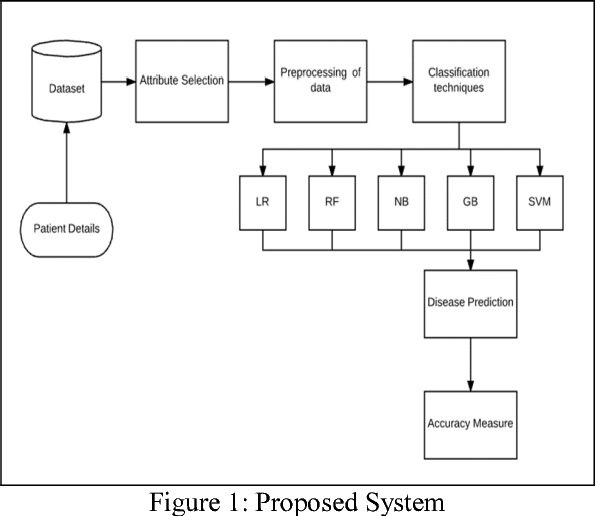 Dataset
Attribute Selection
Preprocessing of
data
Classification
techniques
LR
RF
NB
GB
SVM
Patient Details
Disease Prediction
Accuracy Measure
Figure 1: Proposed System